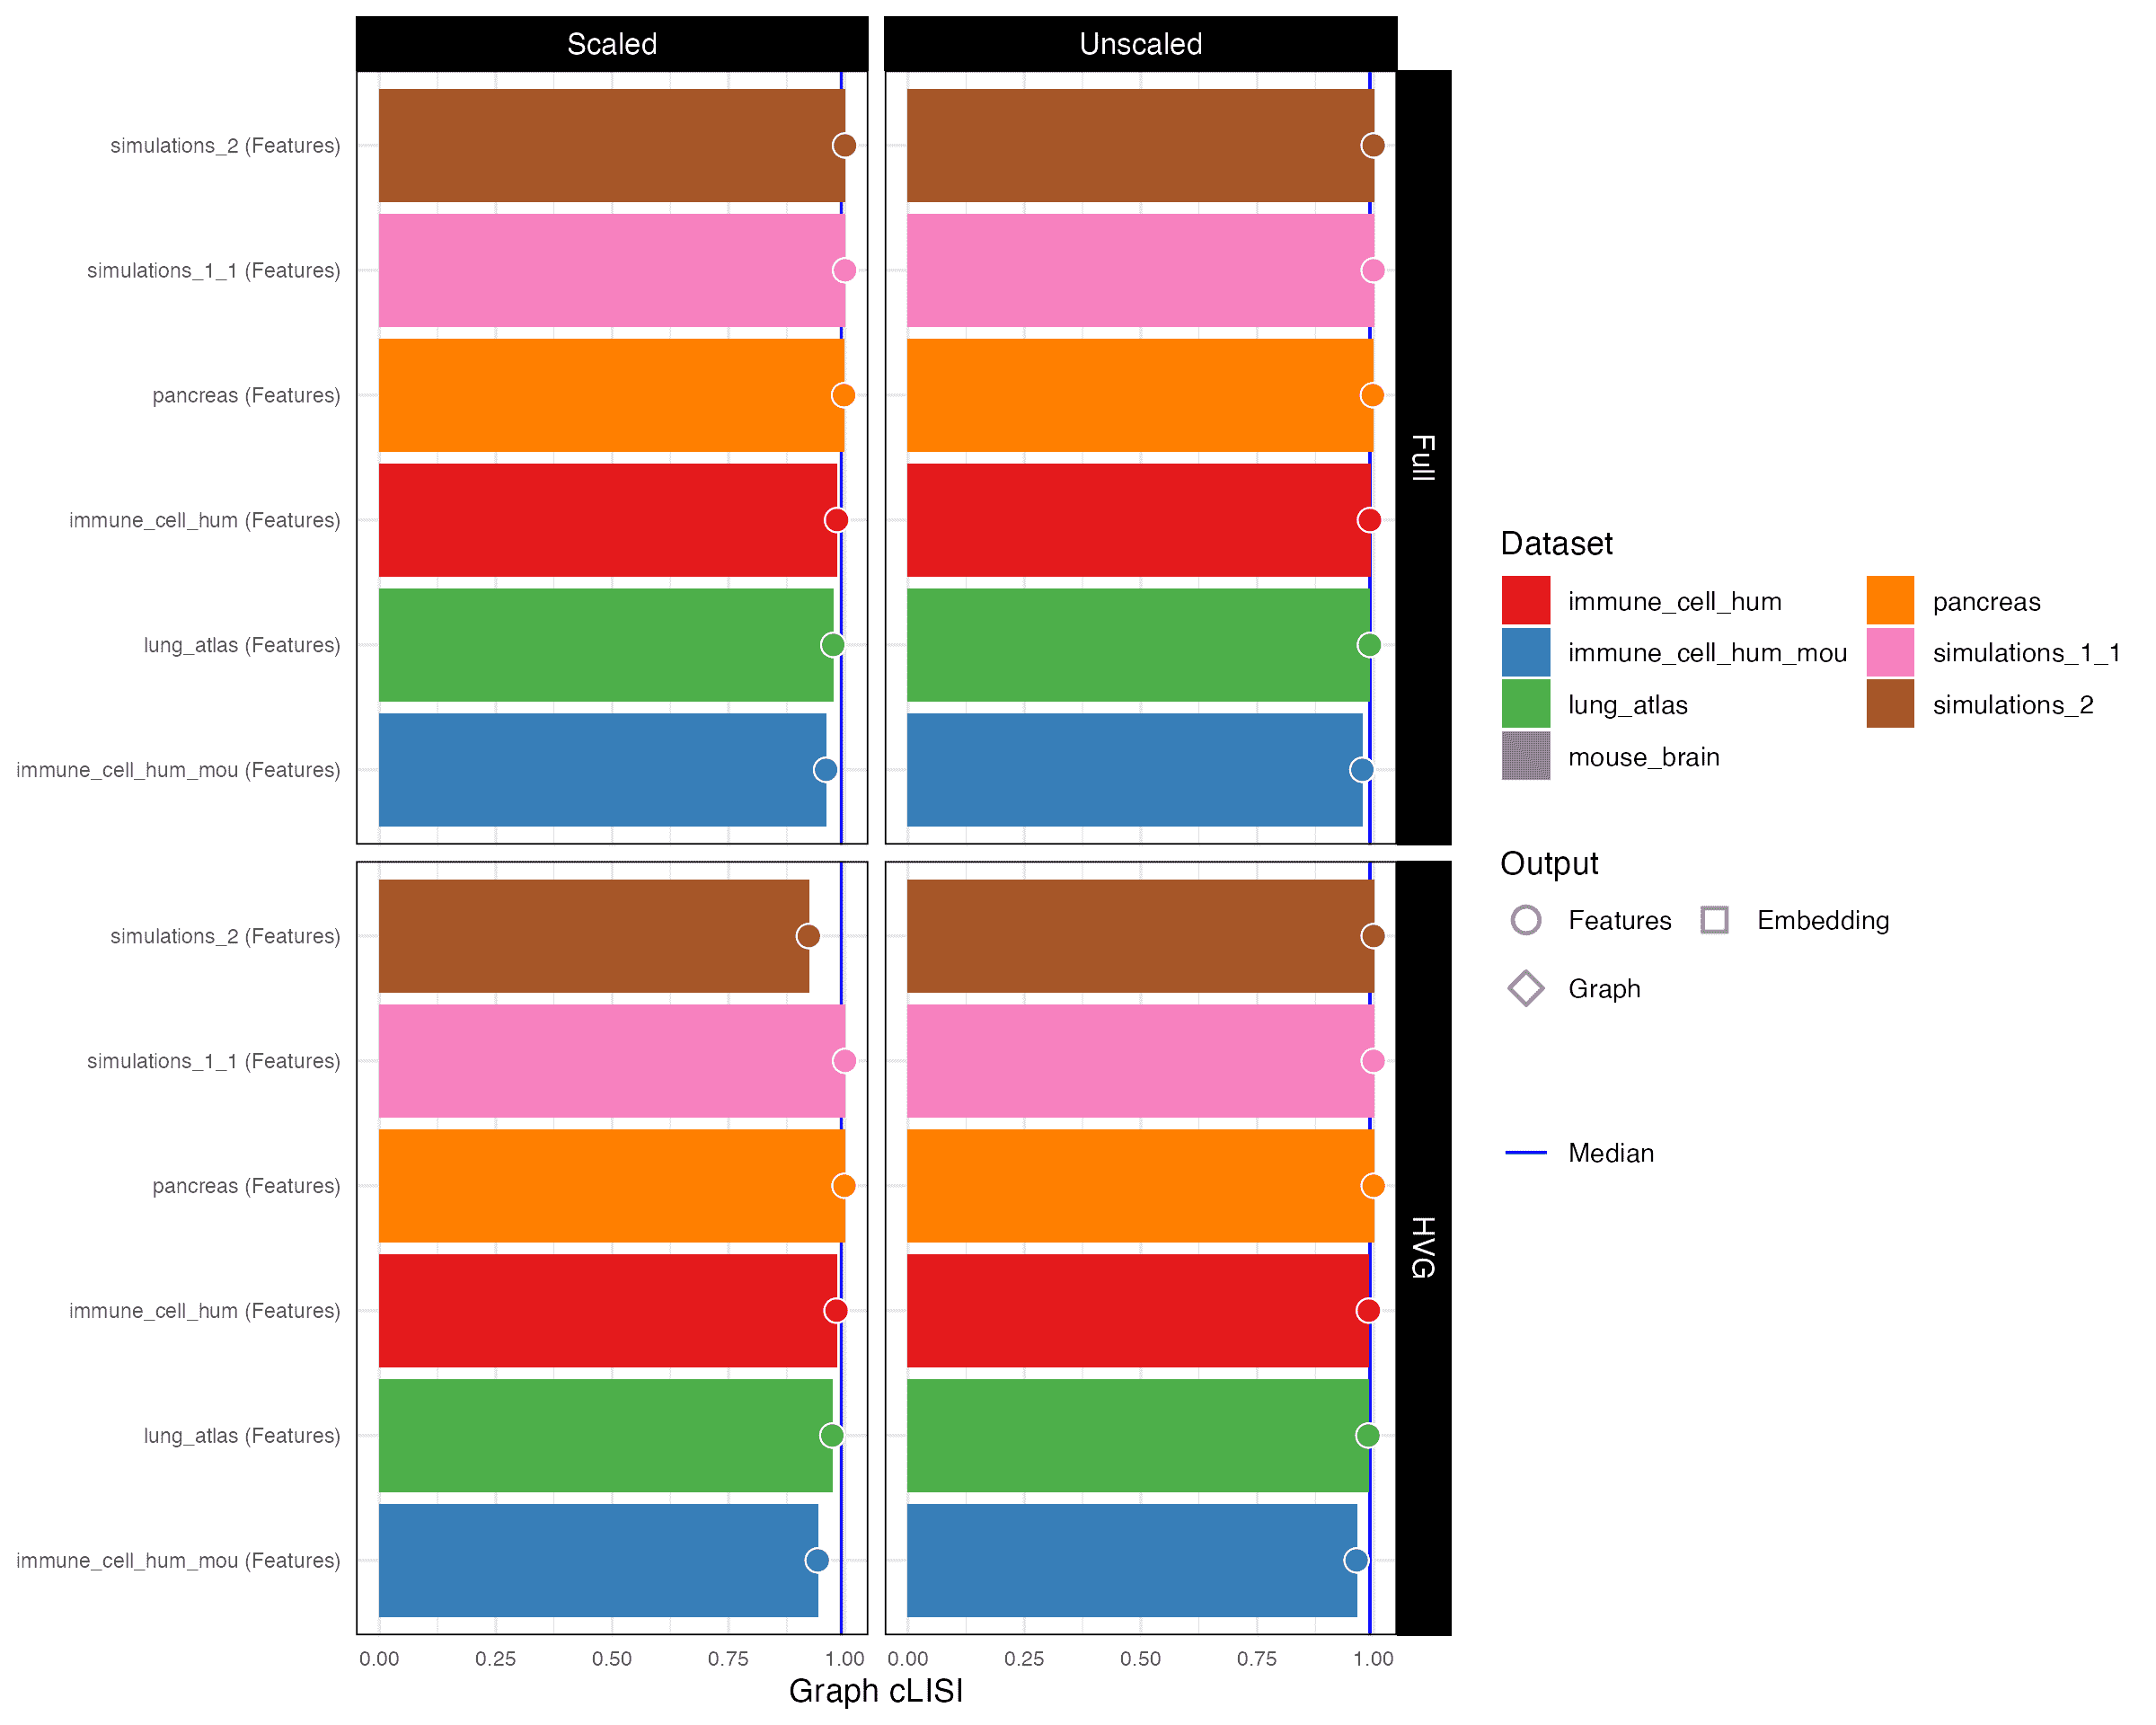 Scaled
Unscaled
simulations_2 (Features)
simulations_1_1 (Features)
pancreas (Features)
immune_cell_hum (Features)
lung_atlas (Features)
immune_cell_hum_mou (Features)
Full
simulations_2 (Features)
simulations_1_1 (Features)
pancreas (Features)
immune_cell_hum (Features)
lung_atlas (Features)
immune_cell_hum_mou (Features)
HVG
0.00 0.25 0.50 0.75 1.00
0.00 0.25 0.50 0.75 1.00
Graph cLISI
Dataset
immune_cell_hum
immune_cell_hum_mou
lung_atlas
mouse_brain
pancreas
simulations_1_1
simulations_2
Output
Features
Embedding
Graph
Median